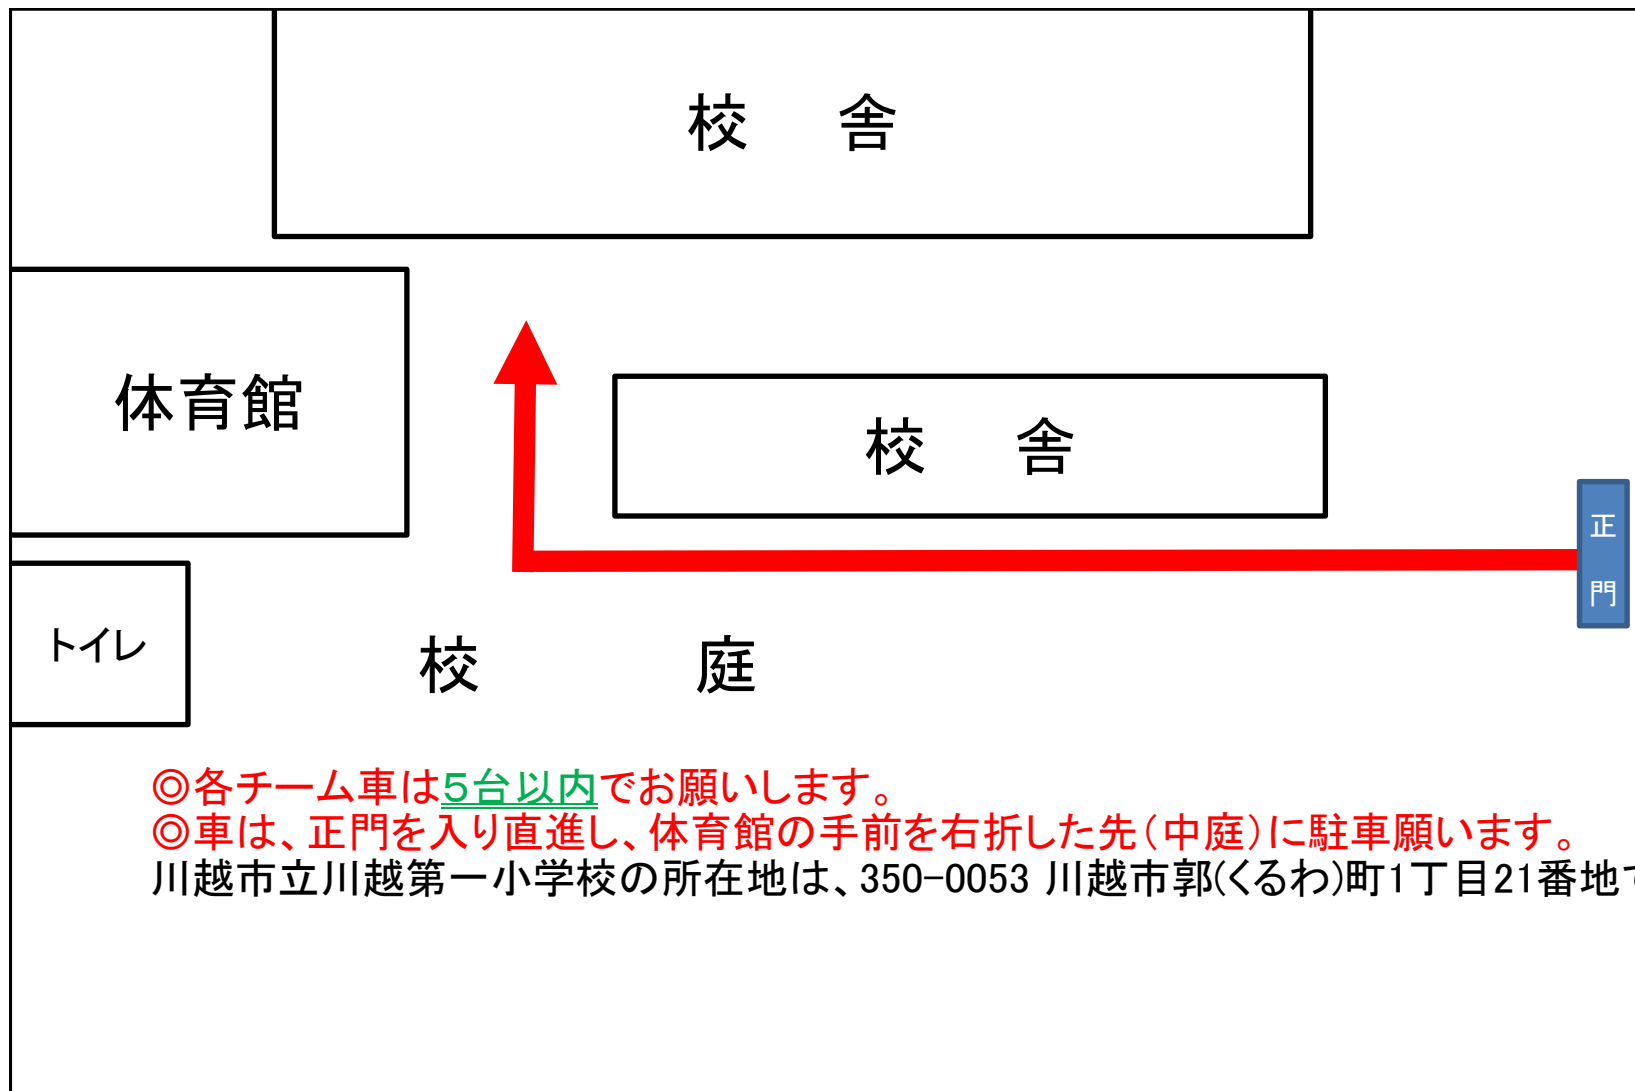 校 舎
体育館
校 舎
正門
トイレ
校 庭
◎各チーム車は５台以内でお願いします。
◎車は、正門を入り直進し、体育館の手前を右折した先（中庭）に駐車願います。
川越市立川越第一小学校の所在地は、350-0053 川越市郭(くるわ)町1丁目21番地